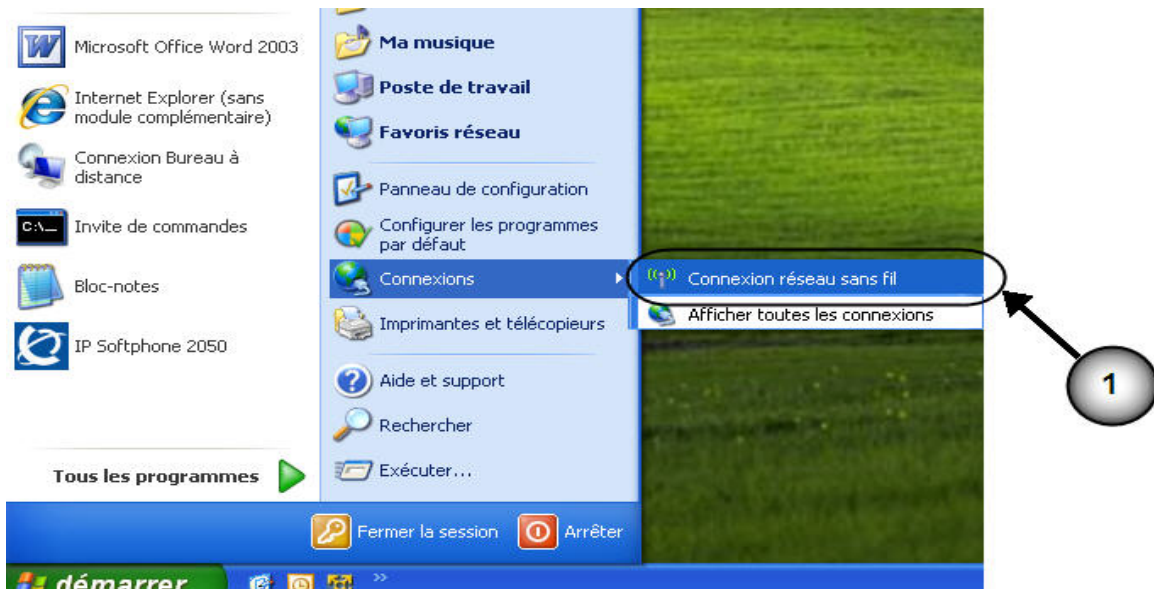 Microsoft Office Word 2003
Internet Explorer (sans
module complémentaire)
Connexion Bureau à
distance
C:\_
Invite de commandes
Bloc-notes
IP Softphone 2050
Tous les programmes
Ma musique
Poste de travail
Favoris réseau
Panneau de configuration
Configurer les programmes
par défaut
Connexions
Imprimantes et télécopieurs
Aide et support
Rechercher
Exécuter...
Connexion réseau sans fil
Afficher toutes les connexions
1
Fermer la session
Arrêter
démarrer